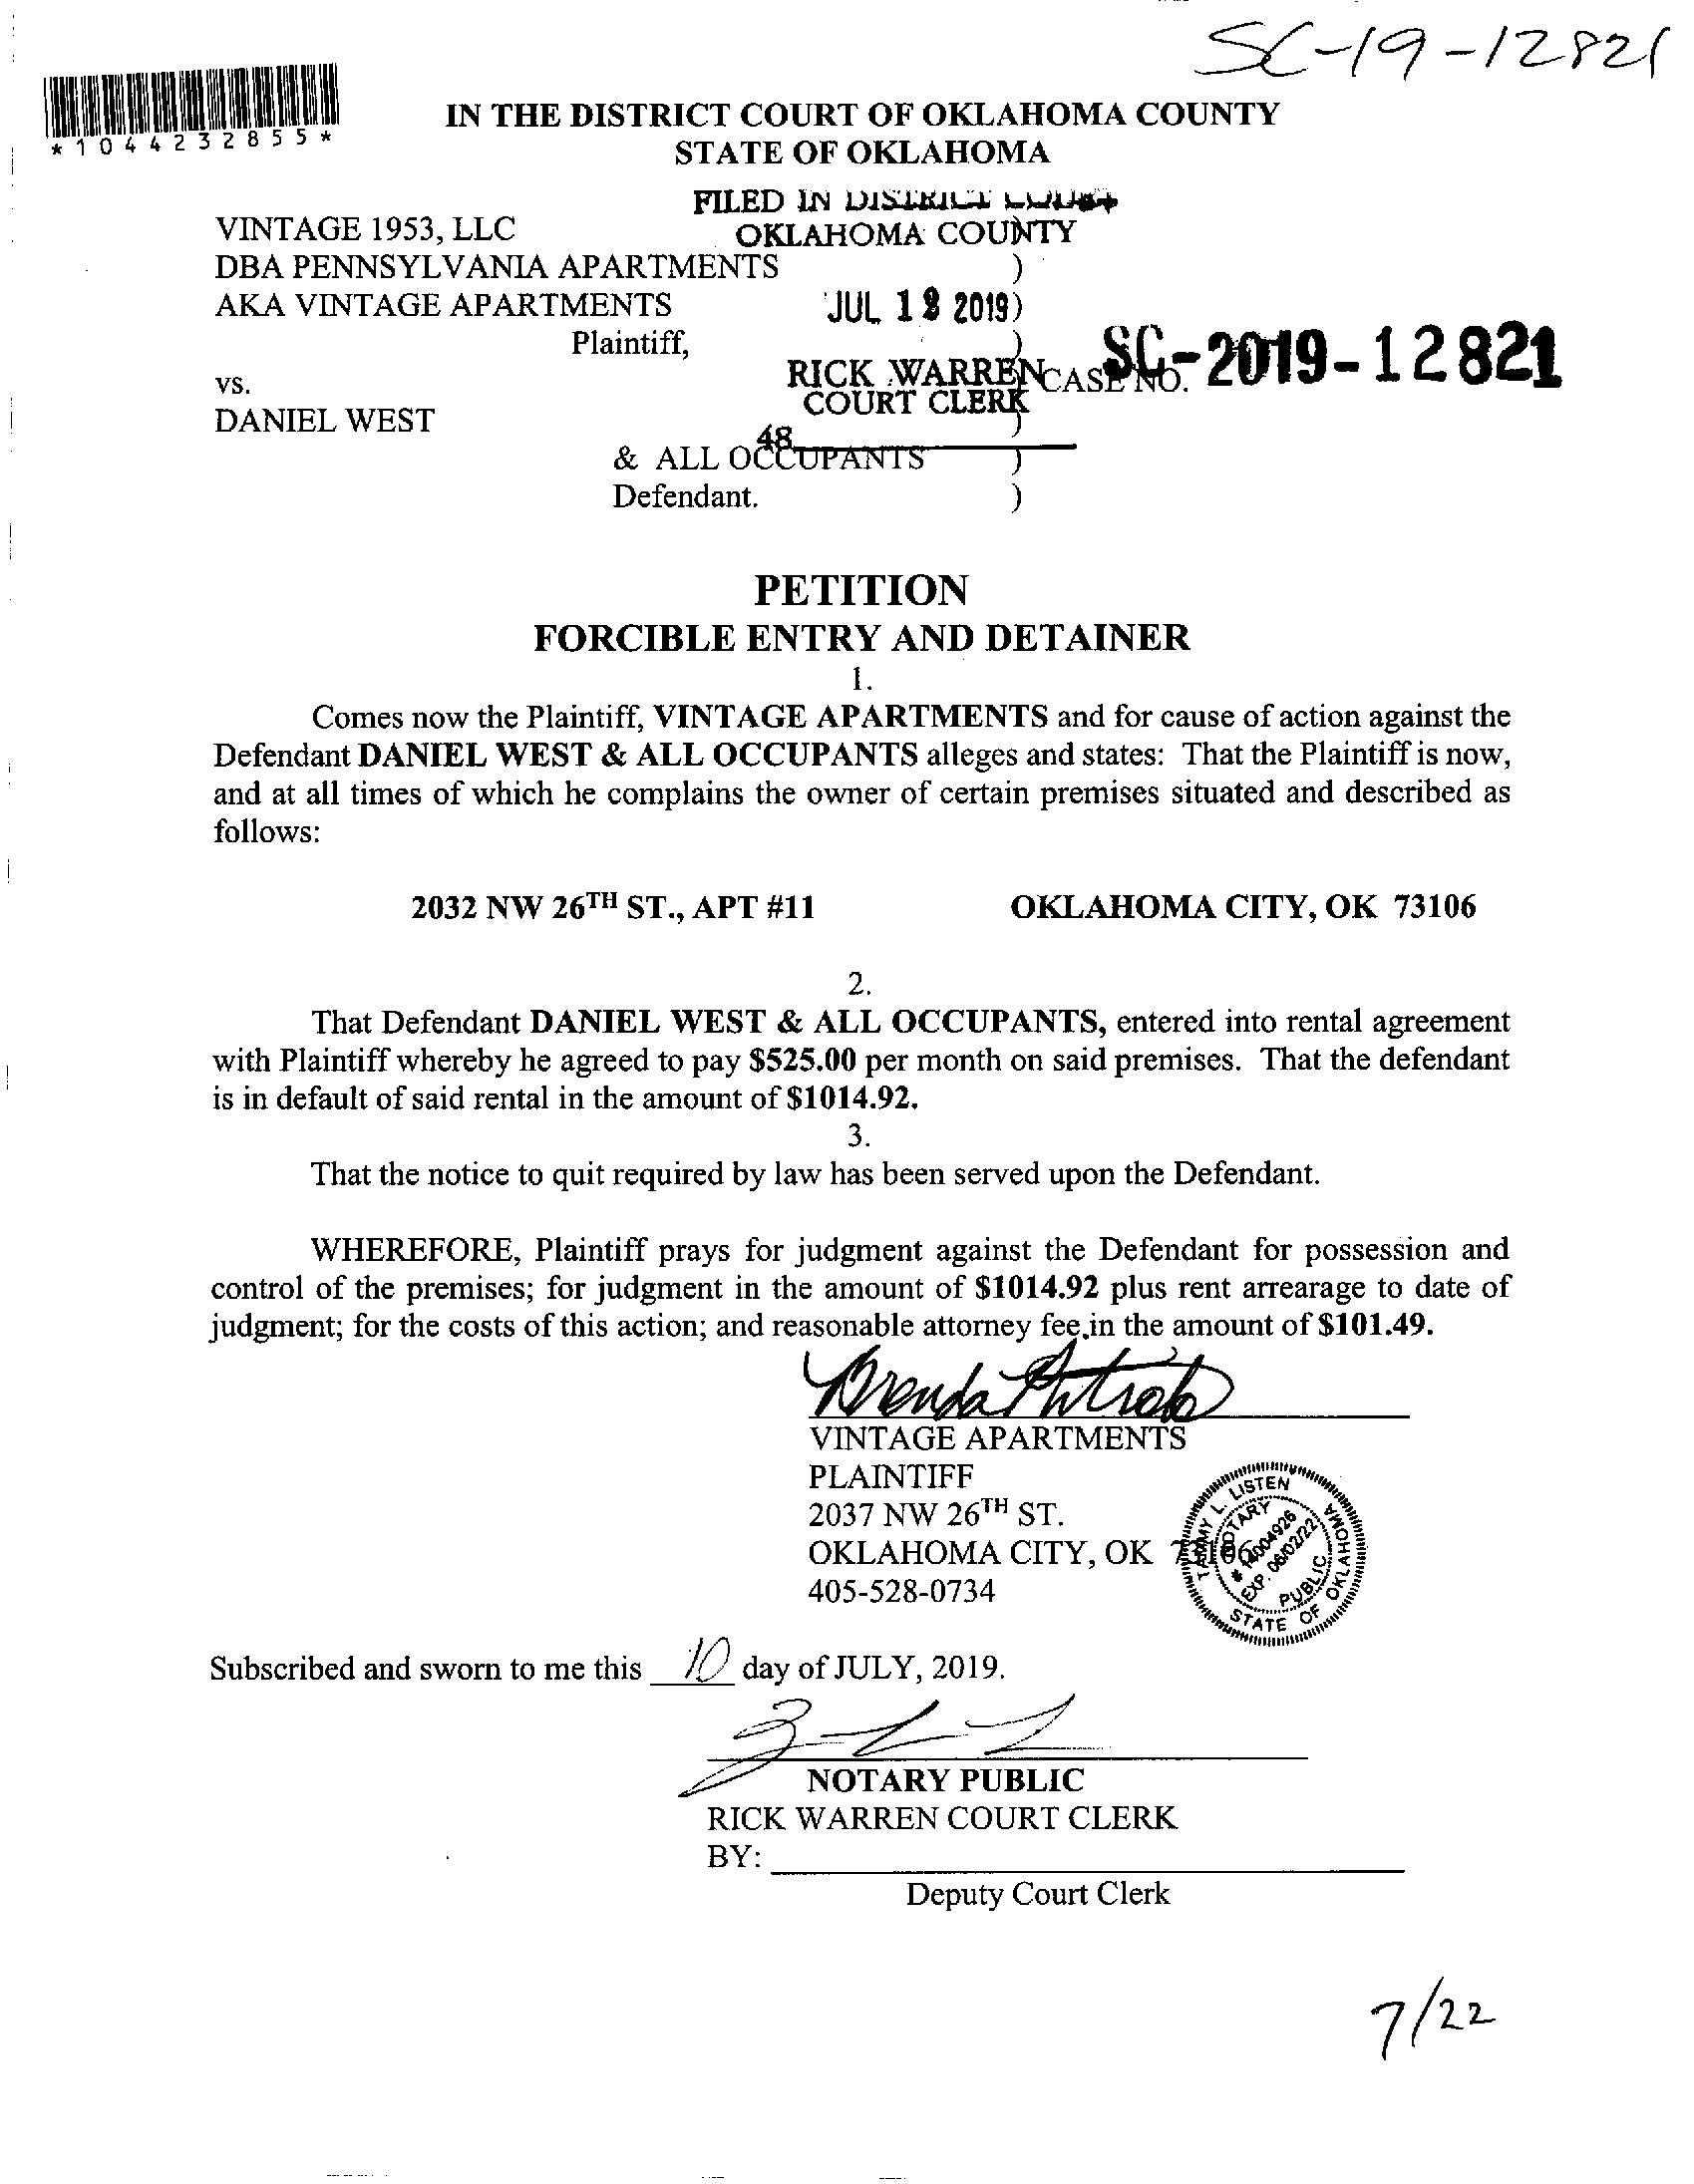 SC-19-12821
*1044232855*
IN THE DISTRICT COURT OF OKLAHOMA COUNTY
STATE OF OKLAHOMA
FILED IN DISTRICT COURT
OKLAHOMA COUNTY
VINTAGE 1953, LLC )
DBA PENNSYLVANIA APARTMENTS )
AKA VINTAGE APARTMENTS )
JUL 2019
Plaintiff, )
RICK WARREN
COURT CLERK
CASE NO. SC-2019-12821
vs.
DANIEL WEST )
48
& ALL OCCUPANTS )
Defendant. )
PETITION
FORCIBLE ENTRY AND DETAINER
1.
Comes now the Plaintiff, VINTAGE APARTMENTS and for cause of action against the
Defendant DANIEL WEST & ALL OCCUPANTS alleges and states: That the Plaintiff is now,
and at all times of which he complains the owner of certain premises situated and described as
follows:
2032 NW 26TH ST., APT #11 OKLAHOMA CITY, OK 73106
2.
That Defendant DANIEL WEST & ALL OCCUPANTS, entered into rental agreement
with Plaintiff whereby he agreed to pay $525.00 per month on said premises. That the defendant
is in default of said rental in the amount of $1014.92.
3.
That the notice to quit required by law has been served upon the Defendant.
WHEREFORE, Plaintiff prays for judgment against the Defendant for possession and
control of the premises; for judgment in the amount of $1014.92 plus rent arrearage to date of
judgment; for the costs of this action; and reasonable attorney fee in the amount of $101.49.
Brenda
VINTAGE APARTMENTS
PLAINTIFF
2037 NW 26TH ST.
OKLAHOMA CITY, OK 73106
405-528-0734
TAMMY L. LISTEN
NOTARY
# 14004926
EXP. 06/02/22
PUBLIC
STATE OF OKLAHOMA
Subscribed and sworn to me this 10 day of JULY, 2019.
NOTARY PUBLIC
RICK WARREN COURT CLERK
BY:
Deputy Court Clerk
7/22